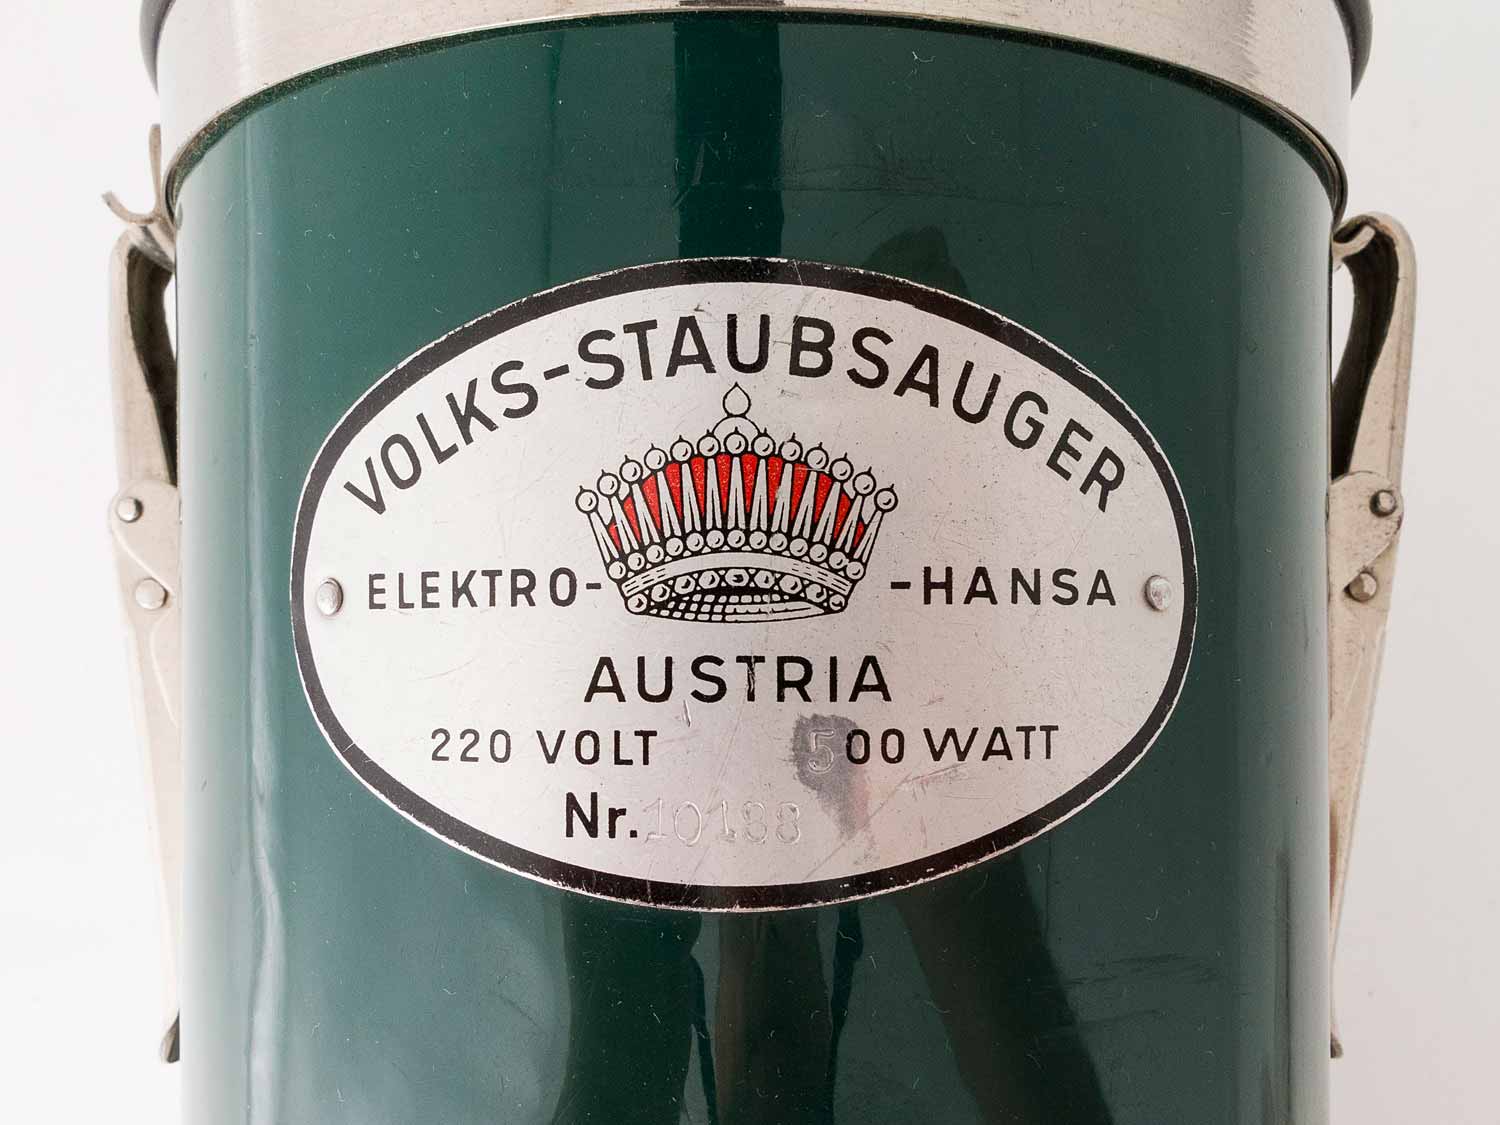 VOLKS-STAUBSAUGER
ELEKTRO- -HANSA
AUSTRIA
220 VOLT 500 WATT
Nr. 10188